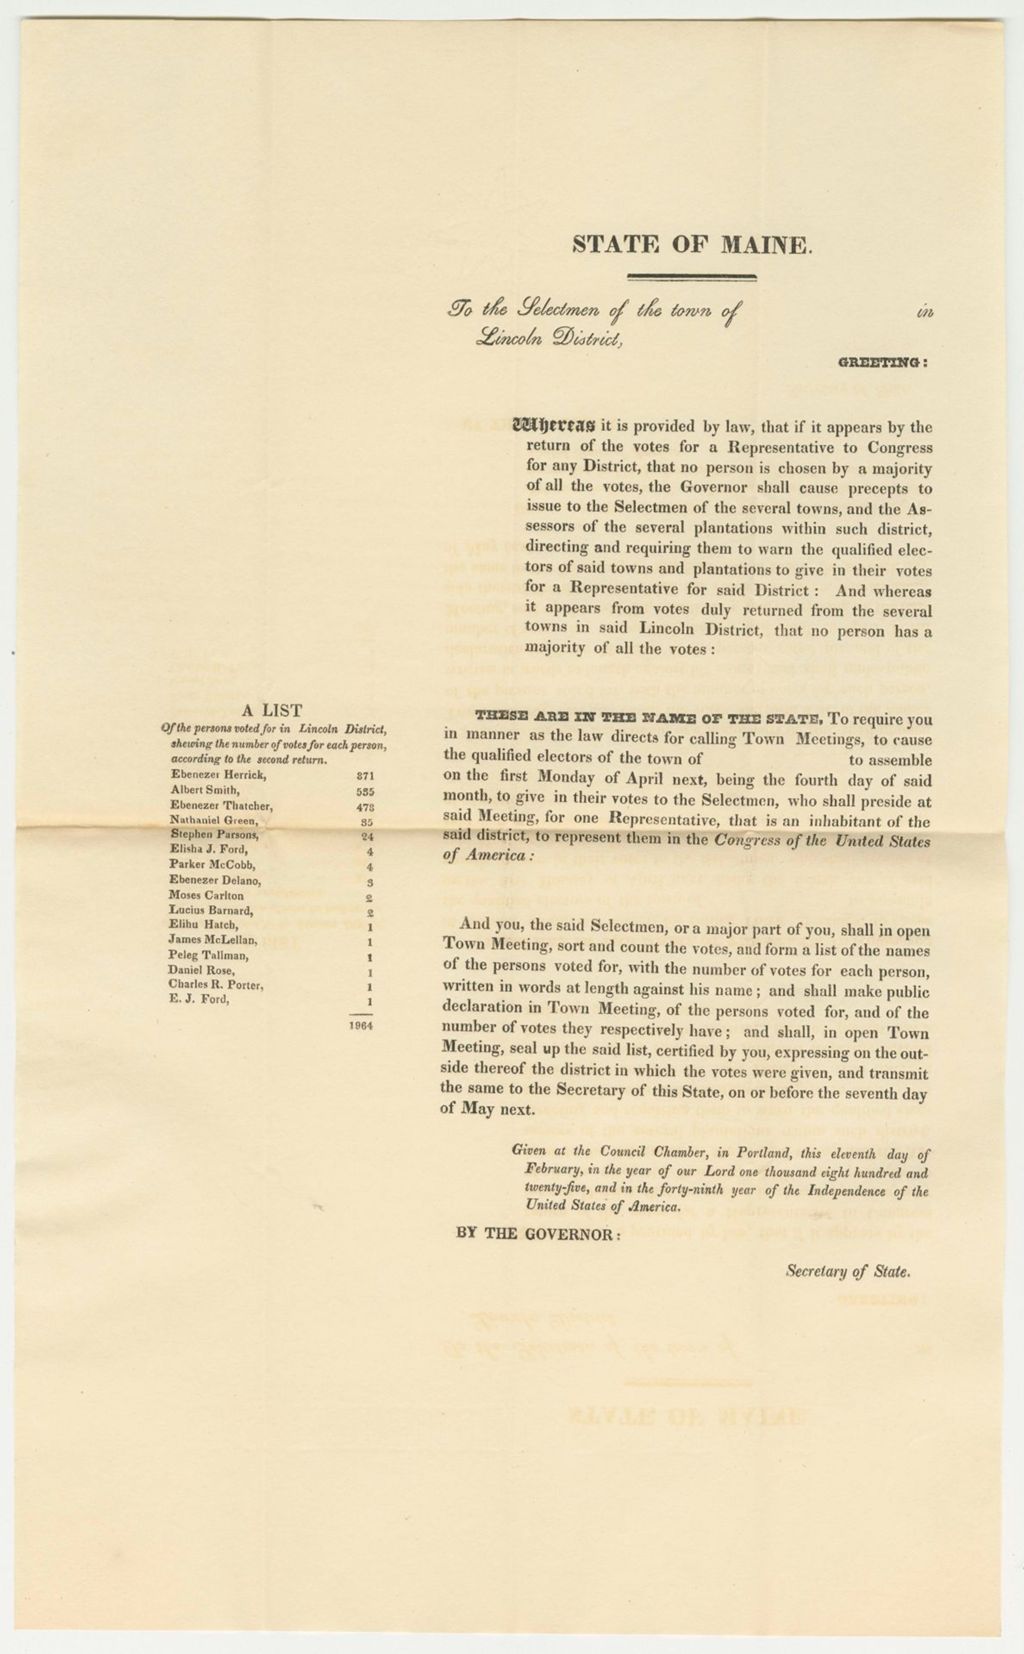 STATE OF MAINE.
To the Selectmen of the town of in
Lincoln District,
GREETING:
Whereas it is provided by law, that if it appears by the
return of the votes for a Representative to Congress
for any District, that no person is chosen by a majority
of all the votes, the Governor shall cause precepts to
issue to the Selectmen of the several towns, and the As-
sessors of the several plantations within such district,
directing and requiring them to warn the qualified elec-
tors of said towns and plantations to give in their votes
for a Representative for said District : And whereas
it appears from votes duly returned from the several
towns in said Lincoln District, that no person has a
majority of all the votes :
A LIST
Of the persons voted for in Lincoln District,
shewing the number of votes for each person,
according to the second return.
Ebenezer Herrick, 871
Albert Smith, 535
Ebenezer Thatcher, 473
Nathaniel Green, 35
Stephen Parsons, 24
Elisha J. Ford, 4
Parker McCobb, 4
Ebenezer Delano, 3
Moses Carlton 2
Lucius Barnard, 2
Elihu Hatch, 1
James McLellan, 1
Peleg Tallman, 1
Daniel Rose, 1
Charles R. Porter, 1
E. J. Ford, 1
1964
THESE ARE IN THE NAME OF THE STATE, To require you
in manner as the law directs for calling Town Meetings, to cause
the qualified electors of the town of to assemble
on the first Monday of April next, being the fourth day of said
month, to give in their votes to the Selectmen, who shall preside at
said Meeting, for one Representative, that is an inhabitant of the
said district, to represent them in the Congress of the United States
of America :
And you, the said Selectmen, or a major part of you, shall in open
Town Meeting, sort and count the votes, and form a list of the names
of the persons voted for, with the number of votes for each person,
written in words at length against his name ; and shall make public
declaration in Town Meeting, of the persons voted for, and of the
number of votes they respectively have ; and shall, in open Town
Meeting, seal up the said list, certified by you, expressing on the out-
side thereof the district in which the votes were given, and transmit
the same to the Secretary of this State, on or before the seventh day
of May next.
Given at the Council Chamber, in Portland, this eleventh day of
February, in the year of our Lord one thousand eight hundred and
twenty-five, and in the forty-ninth year of the Independence of the
United States of America.
BY THE GOVERNOR:
Secretary of State.